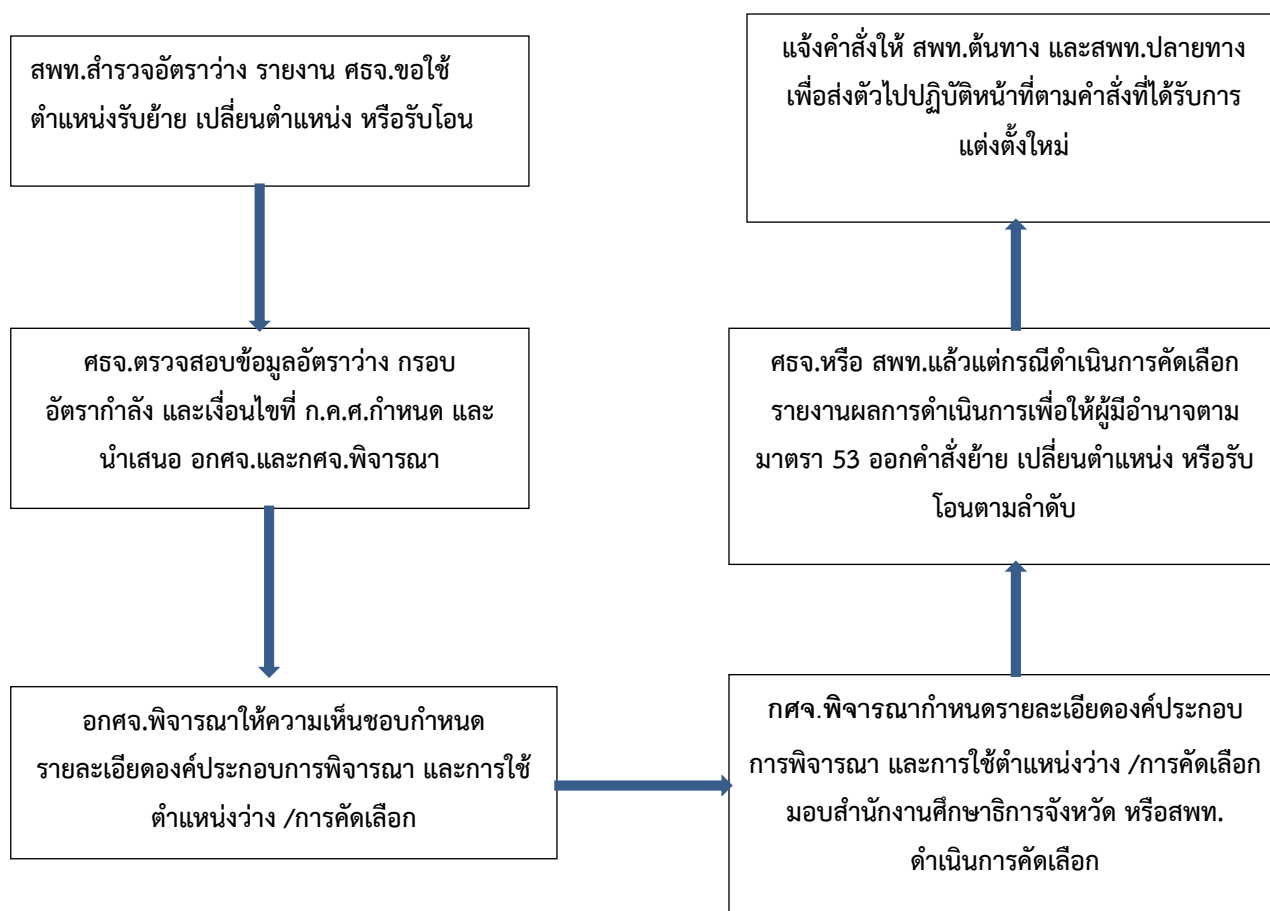 สพท.สำรวจอัตราว่าง รายงาน ศธจ.ขอใช้
ตำแหน่งรับย้าย เปลี่ยนตำแหน่ง หรือรับโอน
ศธจ.ตรวจสอบข้อมูลอัตราว่าง กรอบ
อัตรากำลัง และเงื่อนไขที่ ก.ค.ศ.กำหนด และ
นำเสนอ อกศจ.และกศจ.พิจารณา
อกศจ.พิจารณาให้ความเห็นชอบกำหนด
รายละเอียดองค์ประกอบการพิจารณา และการใช้
ตำแหน่งว่าง /การคัดเลือก
กศจ.พิจารณากำหนดรายละเอียดองค์ประกอบ
การพิจารณา และการใช้ตำแหน่งว่าง /การคัดเลือก
มอบสำนักงานศึกษาธิการจังหวัด หรือสพท.
ดำเนินการคัดเลือก
ศธจ.หรือ สพท.แล้วแต่กรณีดำเนินการคัดเลือก
รายงานผลการดำเนินการเพื่อให้ผู้มีอำนาจตาม
มาตรา 53 ออกคำสั่งย้าย เปลี่ยนตำแหน่ง หรือรับ
โอนตามลำดับ
แจ้งคำสั่งให้ สพท.ต้นทาง และสพท.ปลายทาง
เพื่อส่งตัวไปปฏิบัติหน้าที่ตามคำสั่งที่ได้รับการ
แต่งตั้งใหม่